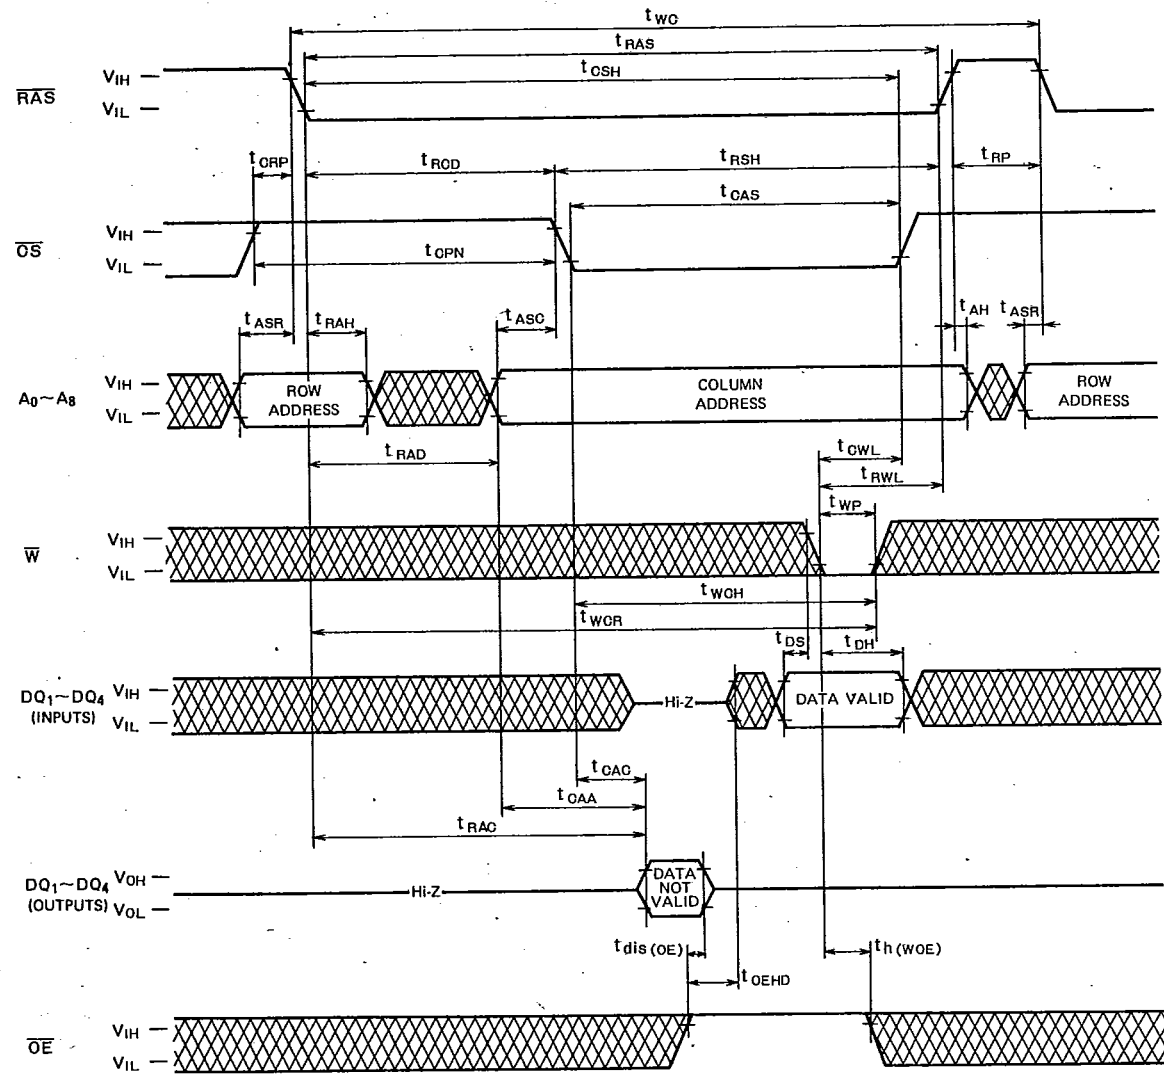 tWC
tRAS
tCSH
RAS
VIH
VIL
tCRP
tRCD
tRSH
tRP
tCAS
CS
VIH
VIL
tCPN
tASR
tRAH
tASC
tAH
tASR
A0~A8
VIH
VIL
ROW
ADDRESS
COLUMN
ADDRESS
ROW
ADDRESS
tRAD
tCWL
tRWL
tWP
W
VIH
VIL
tWCH
tWCR
tDS
tDH
DQ1~DQ4
(INPUTS)
VIH
VIL
Hi-Z
DATA VALID
tCAC
tCAA
tRAC
DQ1~DQ4
(OUTPUTS)
VOH
VOL
Hi-Z
DATA
NOT
VALID
tdis(OE)
th(WOE)
tOEHD
OE
VIH
VIL